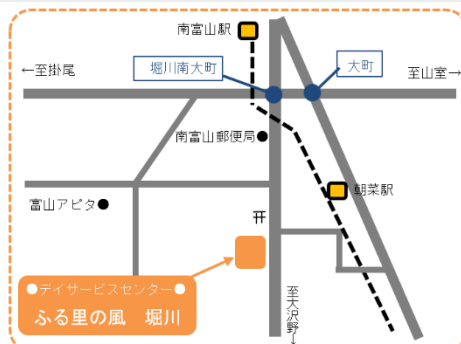 南富山駅
←至掛尾
堀川南大町
大町
至山室→
南富山郵便局●
朝菜駅
富山アピタ●
●デイサービスセンター●
ふる里の風　堀川
至大沢野→